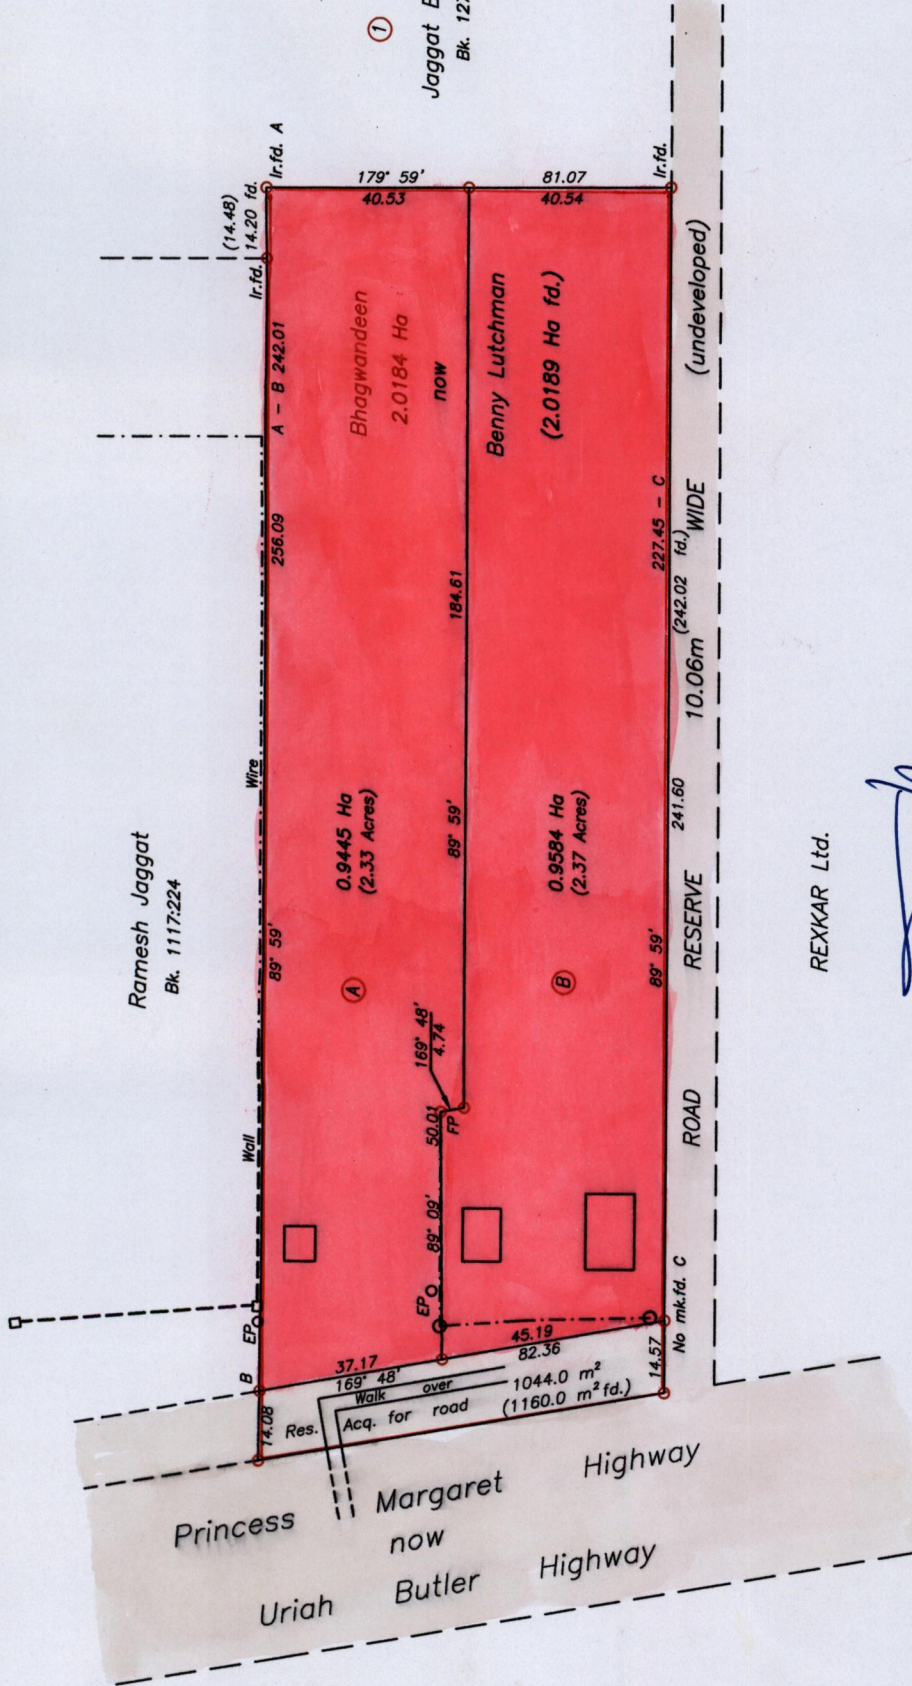 ①
Jaggat
Bk.
Ramesh Jaggat
Bk. 1117:224
(14.48)
14.20 fd.
Ir.fd.
Ir.fd. A
179° 59'
40.53
81.07
40.54
Ir.fd.
A - B 242.01
256.09
89° 59'
Wire
Wall
Bhagwandeen
2.0184 Ha
now
Benny Lutchman
(2.0189 Ha fd.)
184.61
89° 59'
0.9445 Ha
(2.33 Acres)
Ⓐ
0.9584 Ha
(2.37 Acres)
Ⓑ
169° 48'
4.74
50.01
FP
89° 09'
EP
EP
B
227.45 - C
89° 59'
(242.02 fd.)
241.60
ROAD RESERVE 10.06m WIDE (undeveloped)
No mk.fd. C
14.57
14.08
37.17
169° 48'
45.19
82.36
Res. Walk over
Acq. for road
1044.0 m²
(1160.0 m² fd.)
Princess Margaret Highway
now
Uriah Butler Highway
REXKAR Ltd.